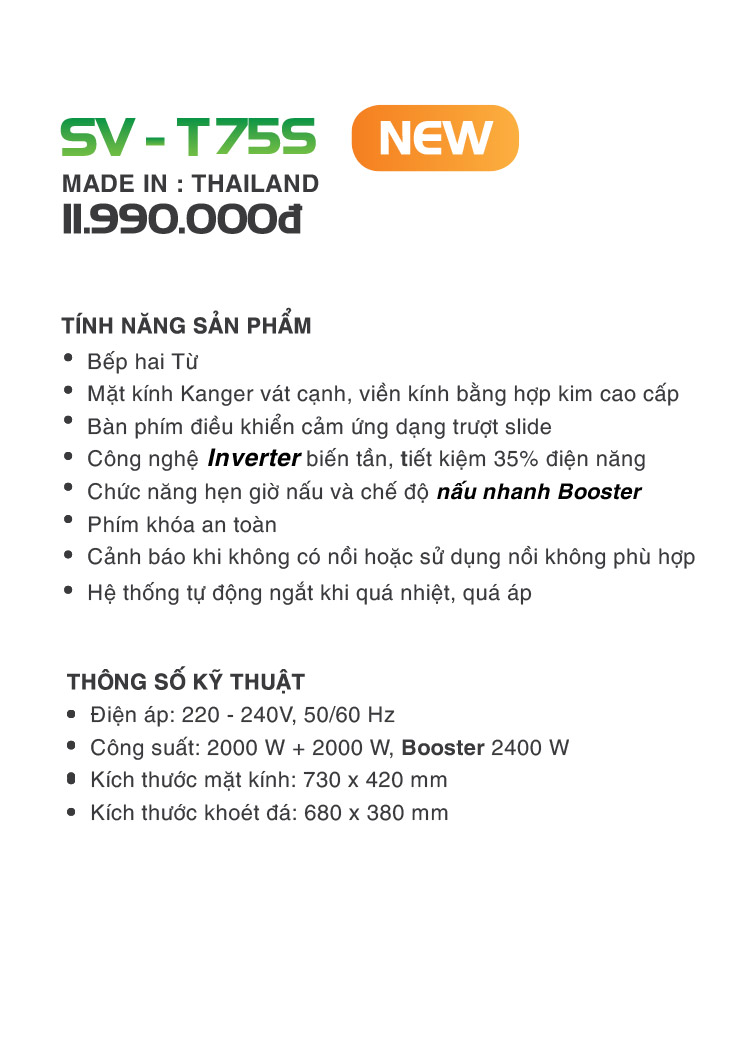 SV - T75S NEW
MADE IN : THAILAND
11.990.000đ
TÍNH NĂNG SẢN PHẨM
• Bếp hai Từ
• Mặt kính Kanger vát cạnh, viền kính bằng hợp kim cao cấp
• Bàn phím điều khiển cảm ứng dạng trượt slide
• Công nghệ Inverter biến tần, tiết kiệm 35% điện năng
• Chức năng hẹn giờ nấu và chế độ nấu nhanh Booster
• Phím khóa an toàn
• Cảnh báo khi không có nồi hoặc sử dụng nồi không phù hợp
• Hệ thống tự động ngắt khi quá nhiệt, quá áp
THÔNG SỐ KỸ THUẬT
• Điện áp: 220 - 240V, 50/60 Hz
• Công suất: 2000 W + 2000 W, Booster 2400 W
• Kích thước mặt kính: 730 x 420 mm
• Kích thước khoét đá: 680 x 380 mm